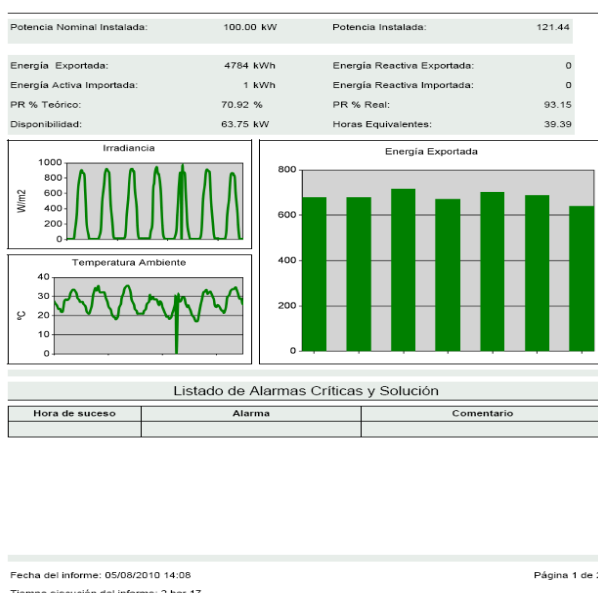 Potencia Nominal Instalada: 100.00 kW Potencia Instalada: 121.44
Energía Exportada: 4784 kWh Energía Reactiva Exportada: 0
Energía Activa Importada: 1 kWh Energía Reactiva Importada: 0
PR % Teórico: 70.92 % PR % Real: 93.15
Disponibilidad: 63.75 kW Horas Equivalentes: 39.39
Irradiancia
1000
800
600
400
200
0
W/m2
Temperatura Ambiente
40
30
20
10
0
ºC
Energía Exportada
800
600
400
200
0
Listado de Alarmas Críticas y Solución
Hora de suceso Alarma Comentario
Fecha del informe: 05/08/2010 14:08 Página 1 de